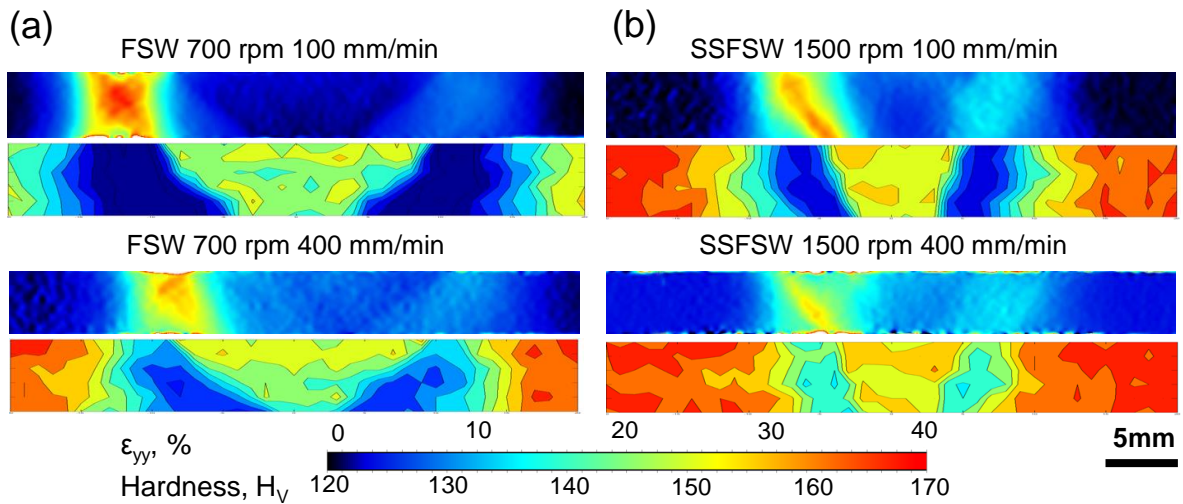 (a)
FSW 700 rpm 100 mm/min
(b)
SSFSW 1500 rpm 100 mm/min
FSW 700 rpm 400 mm/min
SSFSW 1500 rpm 400 mm/min
εyy, %
0 10 20 30 40
Hardness, HV
120 130 140 150 160 170
5mm